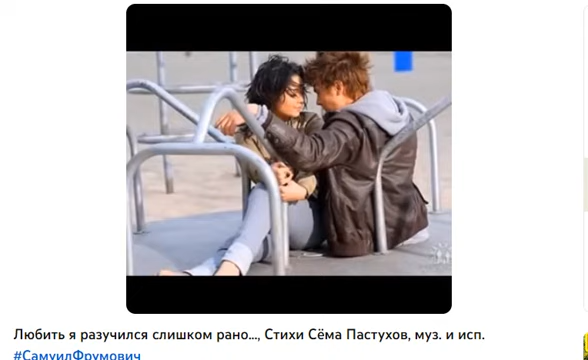 Любить я разучился слишком рано..., Стихи Сёма Пастухов, муз. и исп.
#СамуилФрумович